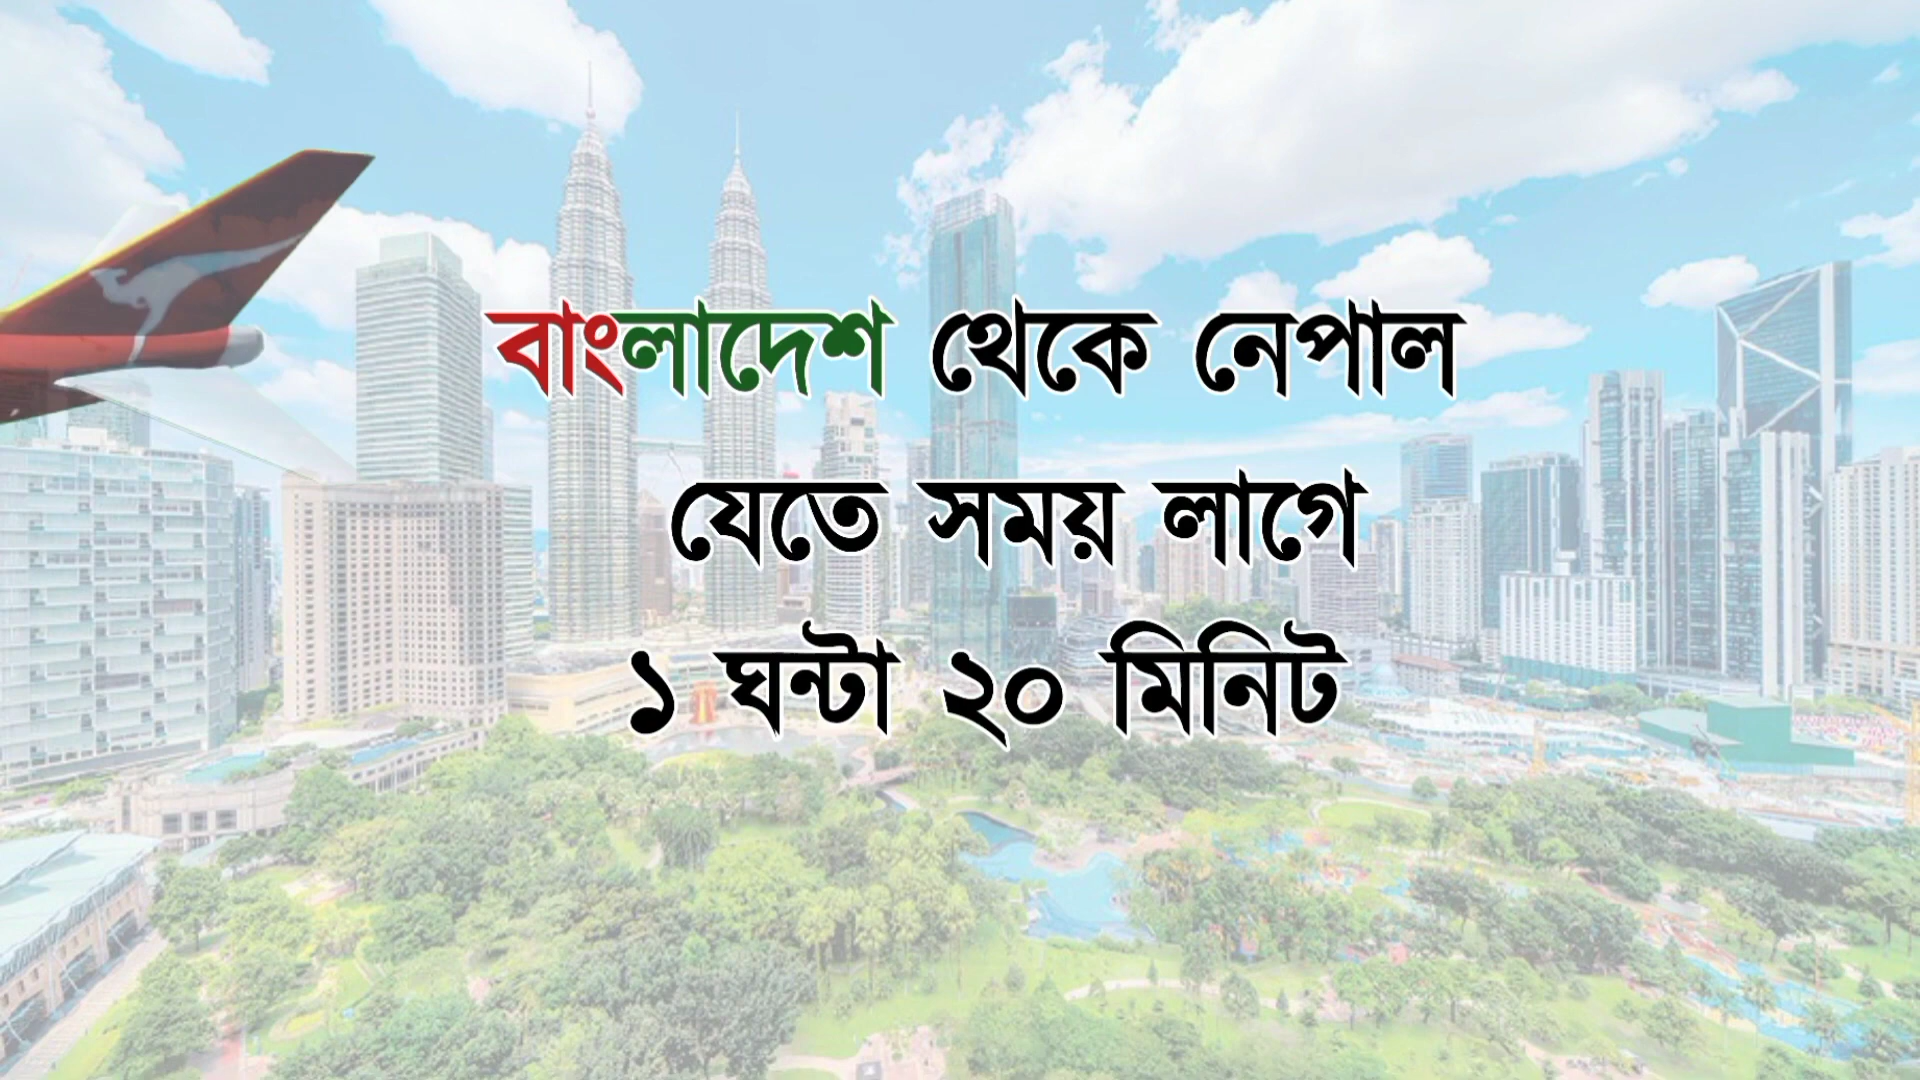 বাংলাদেশ থেকে নেপাল
যেতে সময় লাগে
১ ঘন্টা ২০ মিনিট